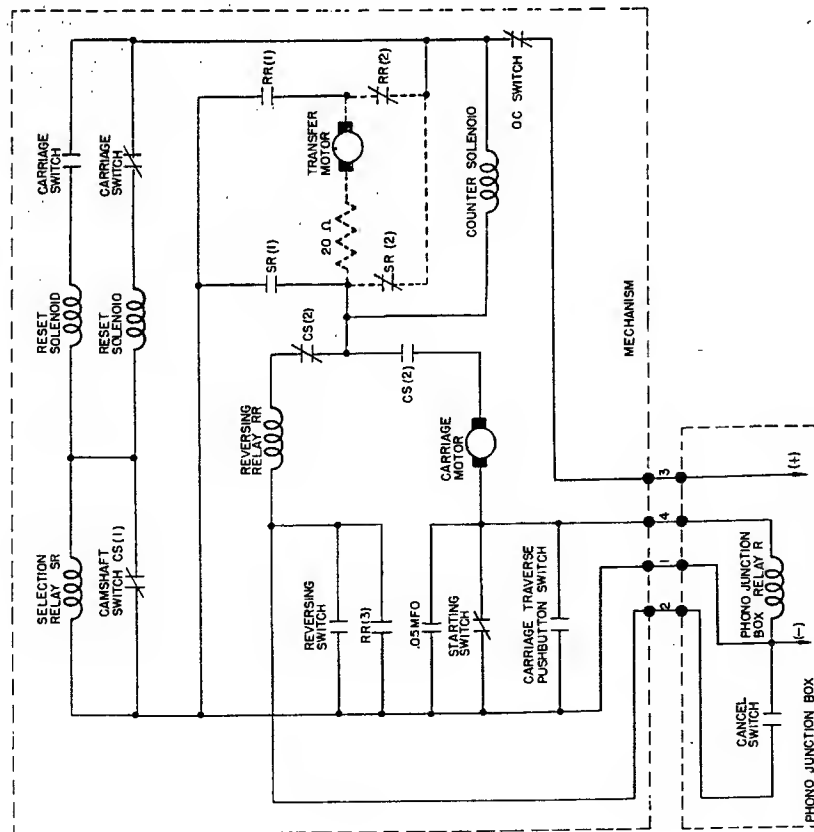 CARRIAGE
SWITCH
CARRIAGE
SWITCH
RESET
SOLENOID
RESET
SOLENOID
SELECTION
RELAY SR
CAMSHAFT
SWITCH CS(1)
RR(1)
RR(2)
TRANSFER
MOTOR
20 Ω
SR(1)
SR(2)
OC SWITCH
COUNTER SOLENOID
CS(2)
CS(2)
REVERSING
RELAY RR
CARRIAGE
MOTOR
REVERSING
SWITCH
RR(3)
.05MFD
STARTING
SWITCH
CARRIAGE TRAVERSE
PUSHBUTTON SWITCH
MECHANISM
3
4
1
2
(+)
PHONO JUNCTION
BOX RELAY R
(-)
CANCEL
SWITCH
PHONO JUNCTION BOX